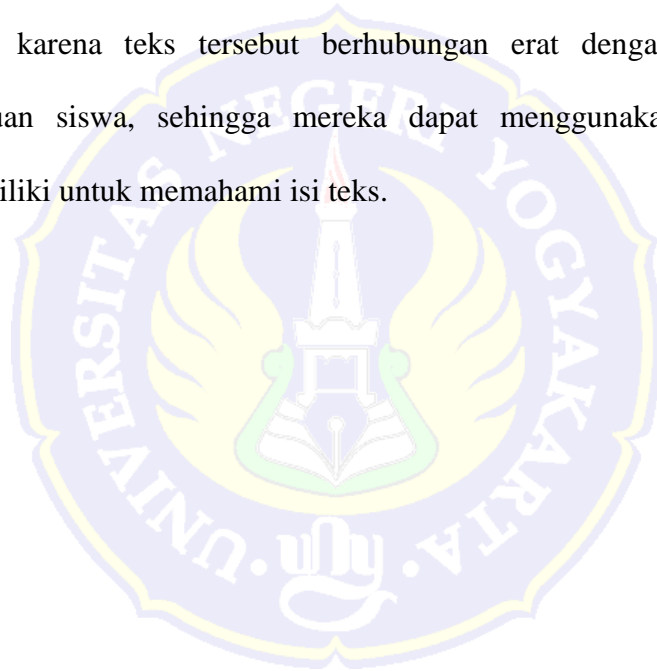 karena teks tersebut berhubungan erat denga
uan siswa, sehingga mereka dapat menggunaka
iliki untuk memahami isi teks.
UNIVERSITAS NEGERI YOGYAKARTA
uny